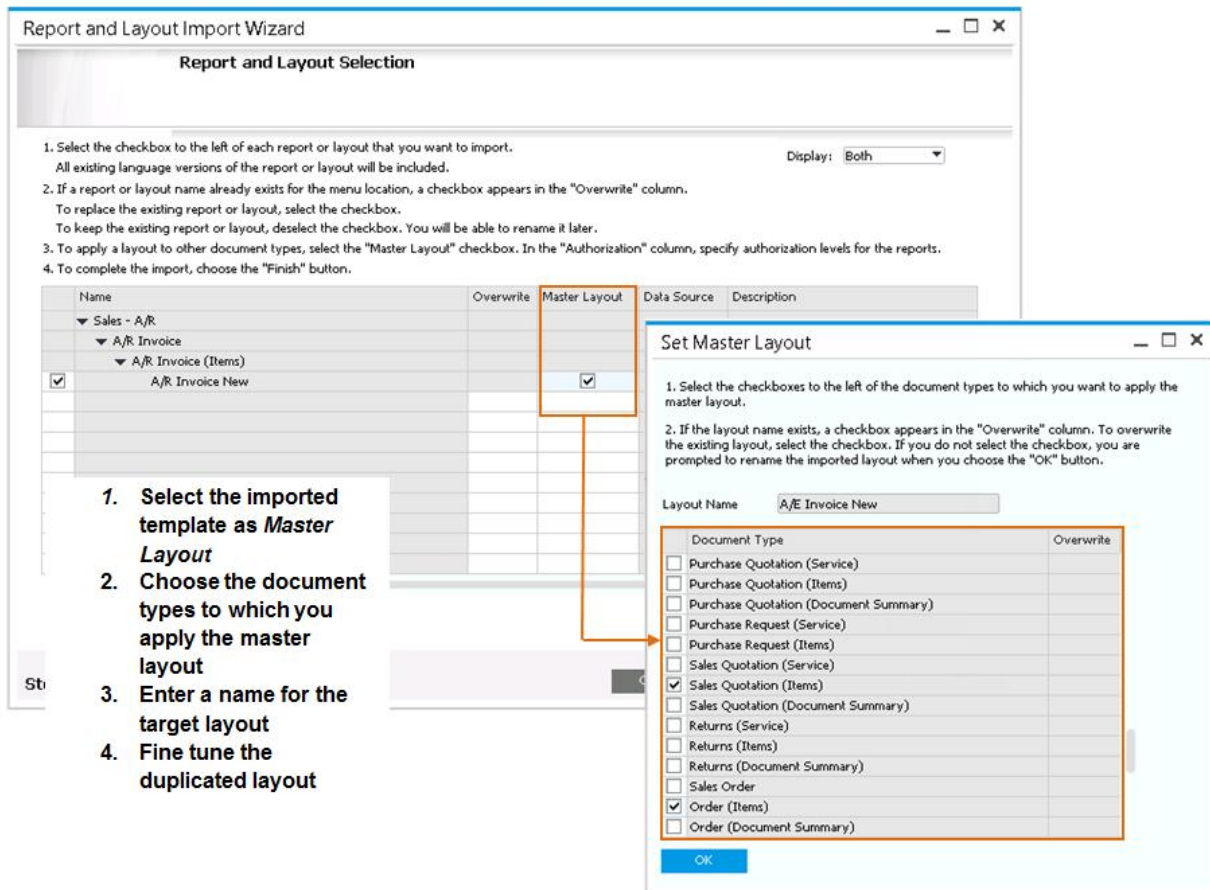 Report and Layout Import Wizard
Report and Layout Selection
1. Select the checkbox to the left of each report or layout that you want to import.
All existing language versions of the report or layout will be included.
Display: Both
2. If a report or layout name already exists for the menu location, a checkbox appears in the "Overwrite" column.
To replace the existing report or layout, select the checkbox.
To keep the existing report or layout, deselect the checkbox. You will be able to rename it later.
3. To apply a layout to other document types, select the "Master Layout" checkbox. In the "Authorization" column, specify authorization levels for the reports.
4. To complete the import, choose the "Finish" button.
Name Overwrite Master Layout Data Source Description
Sales - A/R
A/R Invoice
A/R Invoice (Items)
A/R Invoice New
1. Select the imported
template as Master
Layout
2. Choose the document
types to which you
apply the master
layout
3. Enter a name for the
target layout
4. Fine tune the
duplicated layout
Set Master Layout
1. Select the checkboxes to the left of the document types to which you want to apply the
master layout.
2. If the layout name exists, a checkbox appears in the "Overwrite" column. To overwrite
the existing layout, select the checkbox. If you do not select the checkbox, you are
prompted to rename the imported layout when you choose the "OK" button.
Layout Name A/E Invoice New
Document Type Overwrite
Purchase Quotation (Service)
Purchase Quotation (Items)
Purchase Quotation (Document Summary)
Purchase Request (Service)
Purchase Request (Items)
Sales Quotation (Service)
Sales Quotation (Items)
Sales Quotation (Document Summary)
Returns (Service)
Returns (Items)
Returns (Document Summary)
Sales Order
Order (Items)
Order (Document Summary)
OK